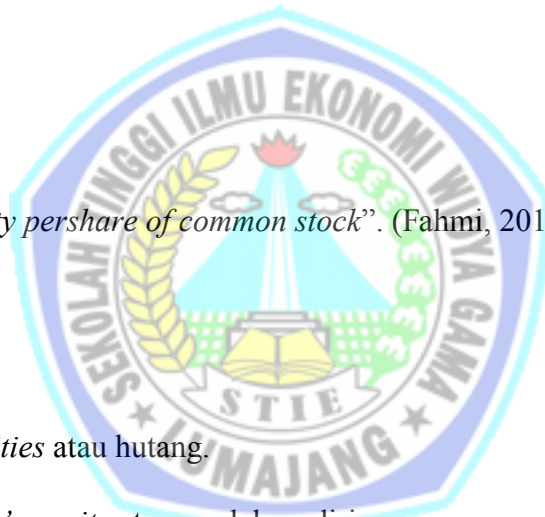 SEKOLAH TINGGI ILMU EKONOMI WIDYA GAMA
ty pershare of common stock”. (Fahmi, 201
STIE
ties atau hutang.
LUMAJANG